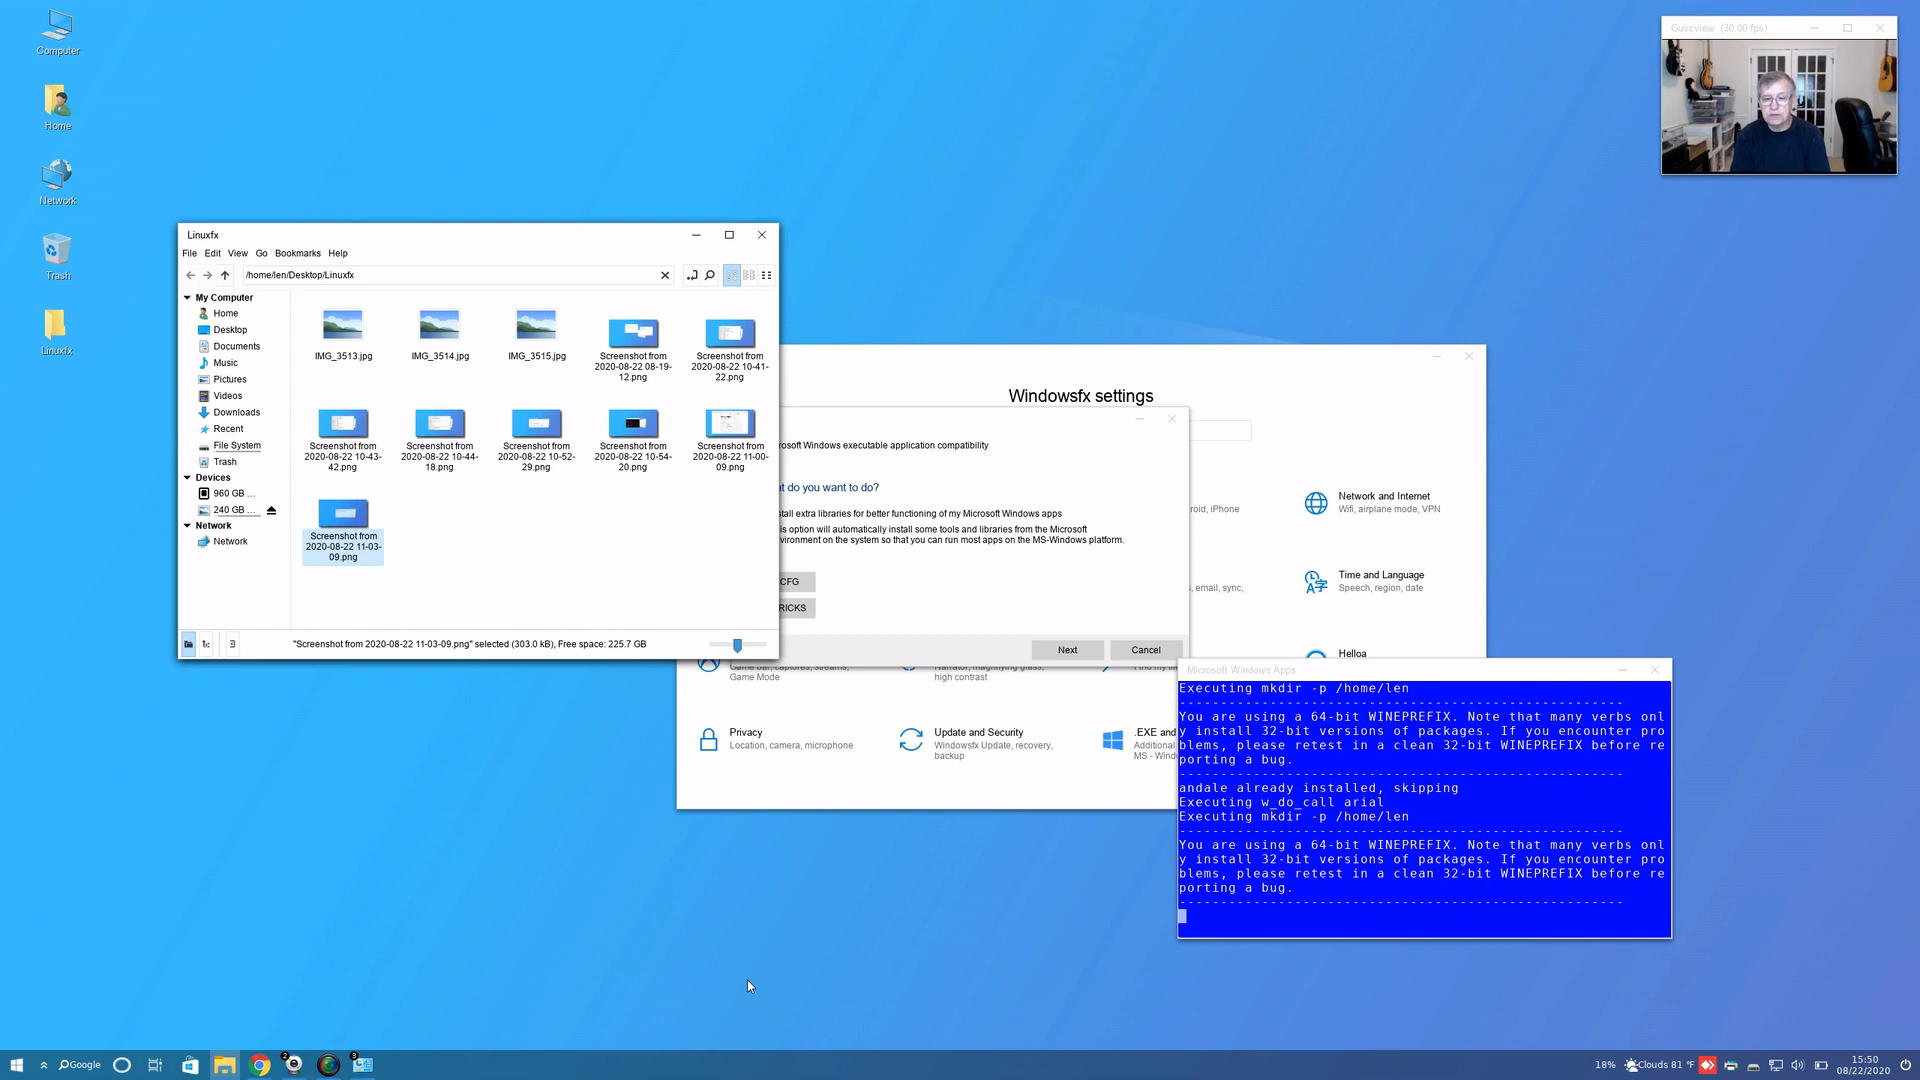 Computer
Home
Network
Trash
Linuxfx
Guvcview (30.00 fps)
Linuxfx
File Edit View Go Bookmarks Help
/home/len/Desktop/Linuxfx
My Computer
Home
Desktop
Documents
Music
Pictures
Videos
Downloads
Recent
File System
Trash
Devices
960 GB ...
240 GB ...
Network
Network
IMG_3513.jpg
IMG_3514.jpg
IMG_3515.jpg
Screenshot from
2020-08-22 08-19-
12.png
Screenshot from
2020-08-22 10-41-
22.png
Screenshot from
2020-08-22 10-43-
42.png
Screenshot from
2020-08-22 10-44-
18.png
Screenshot from
2020-08-22 10-52-
29.png
Screenshot from
2020-08-22 10-54-
20.png
Screenshot from
2020-08-22 11-00-
09.png
Screenshot from
2020-08-22 11-03-
09.png
"Screenshot from 2020-08-22 11-03-09.png" selected (303.0 kB), Free space: 225.7 GB
Windowsfx settings
rosoft Windows executable application compatibility
at do you want to do?
tall extra libraries for better functioning of my Microsoft Windows apps
is option will automatically install some tools and libraries from the Microsoft
vironment on the system so that you can run most apps on the MS-Windows platform.
CFG
RICKS
Next Cancel
roid, iPhone
Network and Internet
Wifi, airplane mode, VPN
s, email, sync,
Time and Language
Speech, region, date
Helloa
Game bar, captures, streams,
Game Mode
Narrator, magnifying glass,
high contrast
Privacy
Location, camera, microphone
Update and Security
Windowsfx Update, recovery,
backup
.EXE and
Additional
MS - Wind
Microsoft Windows Apps
Executing mkdir -p /home/len
------------------------------------------------------
You are using a 64-bit WINEPREFIX. Note that many verbs onl
y install 32-bit versions of packages. If you encounter pro
blems, please retest in a clean 32-bit WINEPREFIX before re
porting a bug.
------------------------------------------------------
andale already installed, skipping
Executing w_do_call arial
Executing mkdir -p /home/len
------------------------------------------------------
You are using a 64-bit WINEPREFIX. Note that many verbs onl
y install 32-bit versions of packages. If you encounter pro
blems, please retest in a clean 32-bit WINEPREFIX before re
porting a bug.
------------------------------------------------------
Google
2
3
18%
Clouds 81 °F
15:50
08/22/2020